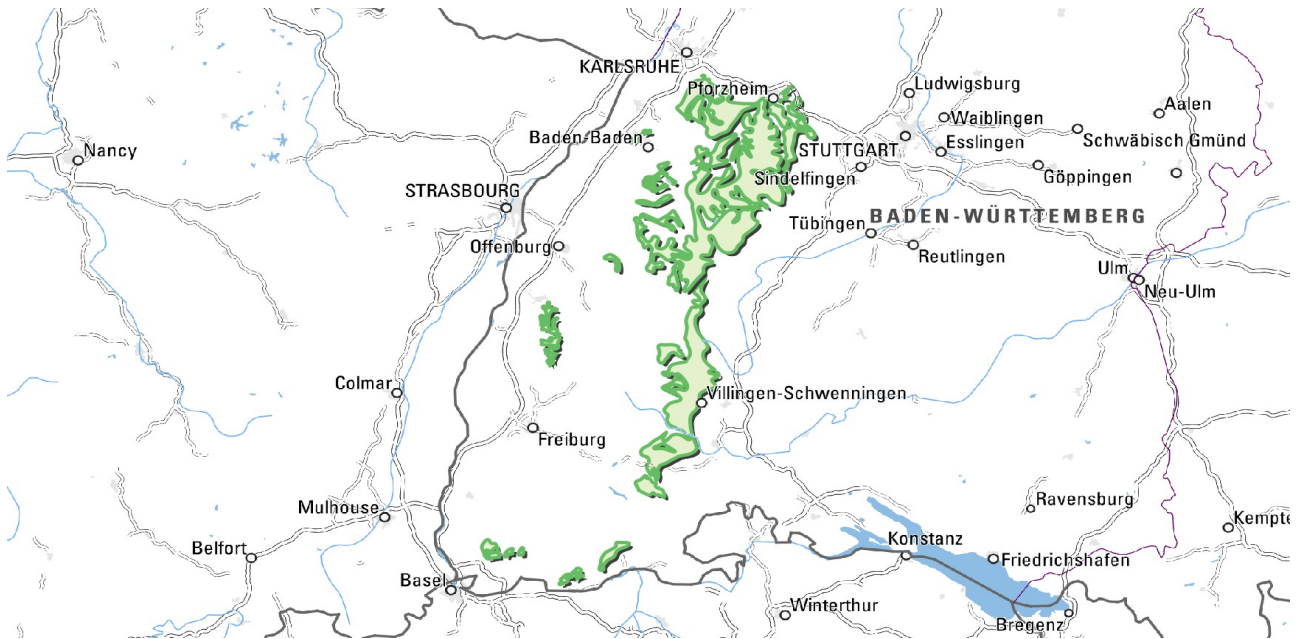 KARLSRUHE
Pforzheim
Ludwigsburg
Aalen
Waiblingen
Baden-Baden
Schwäbisch Gmünd
Nancy
STUTTGART
Esslingen
Göppingen
Sindelfingen
STRASBOURG
BADEN-WÜRTTEMBERG
Tübingen
Offenburg
Reutlingen
Ulm
Neu-Ulm
Colmar
Villingen-Schwenningen
Freiburg
Ravensburg
Mulhouse
Kempte
Belfort
Konstanz
Friedrichshafen
Basel
Winterthur
Bregenz